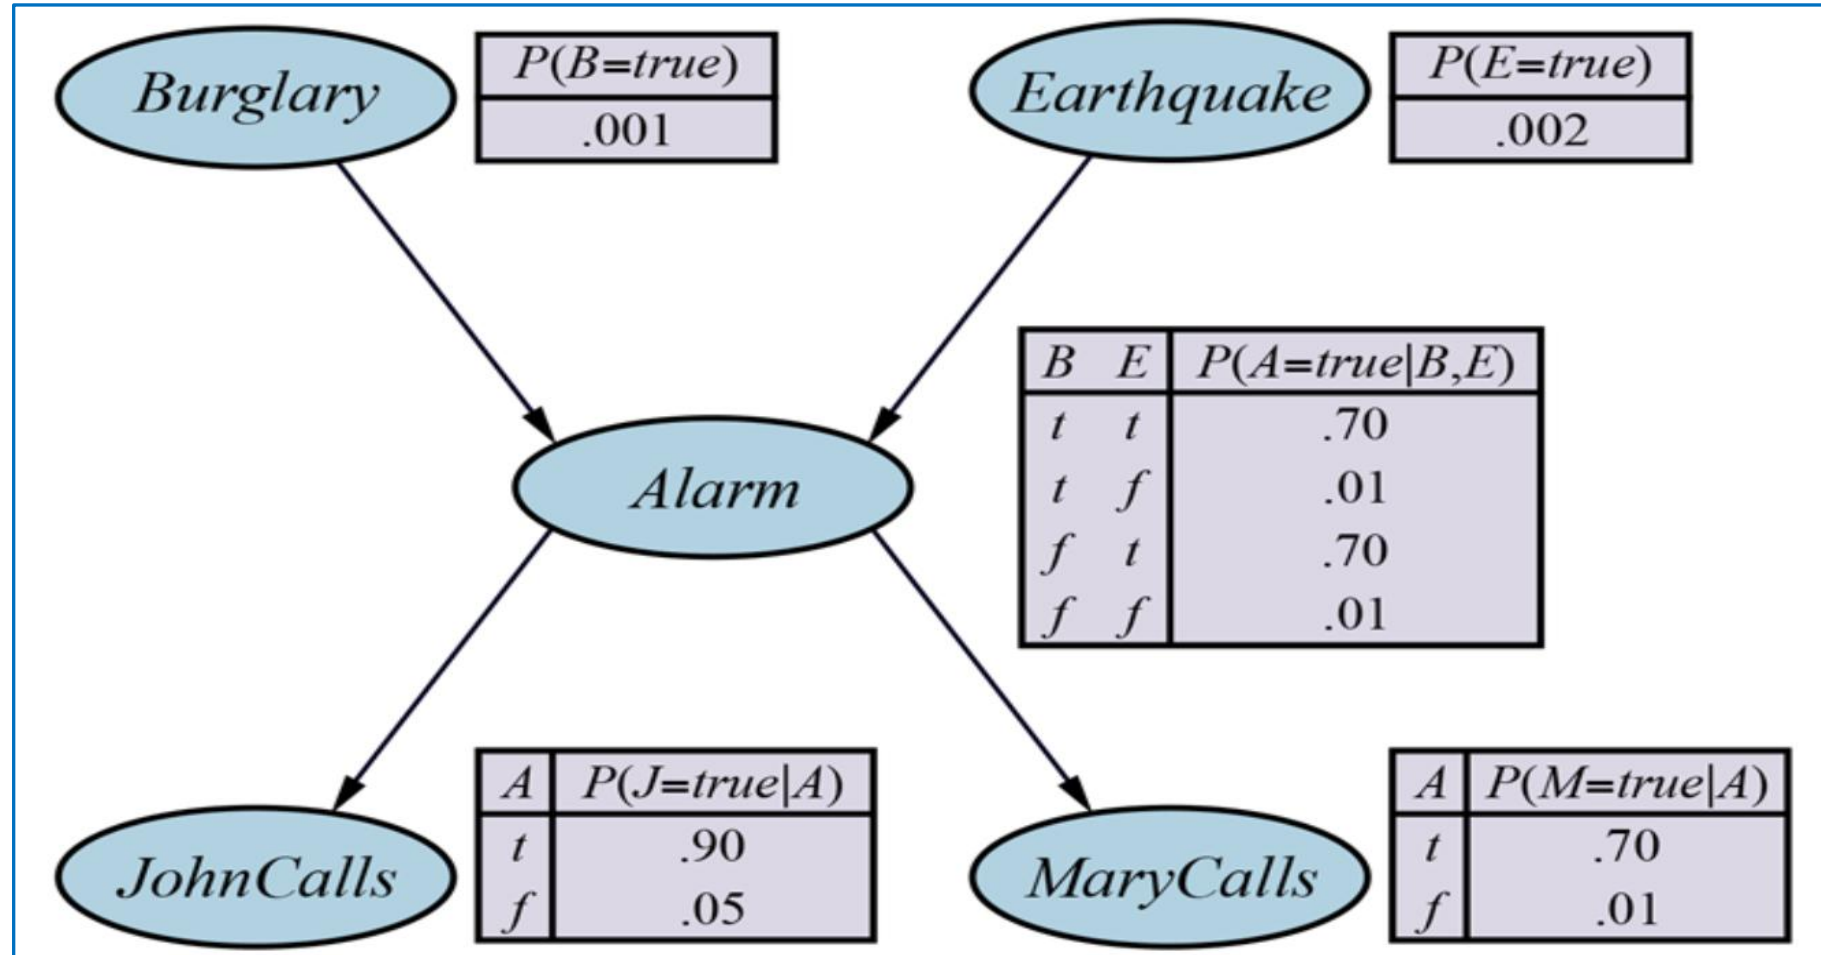 Burglary
P(B=true)
.001
Earthquake
P(E=true)
.002
B E P(A=true|B,E)
t t .70
t f .01
f t .70
f f .01
Alarm
JohnCalls
A P(J=true|A)
t .90
f .05
MaryCalls
A P(M=true|A)
t .70
f .01